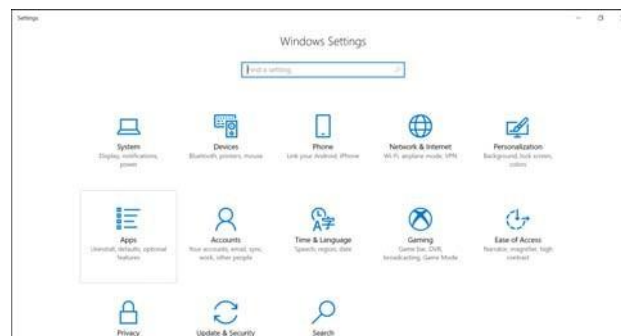 Settings
Windows Settings
Find a setting
System
Display, notifications,
power
Devices
Bluetooth, printers, mouse
Phone
Link your Android, iPhone
Network & Internet
Wi-Fi, airplane mode, VPN
Personalization
Background, lock screen,
colors
Apps
Uninstall, defaults, optional
features
Accounts
Your accounts, email, sync,
work, other people
Time & Language
Speech, region, date
Gaming
Game bar, DVR,
broadcasting, Game Mode
Ease of Access
Narrator, magnifier, high
contrast
Privacy
Update & Security
Search